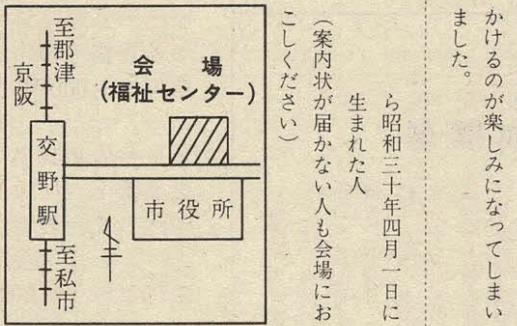 かけるのが楽しみになってしまい
ました。
ら昭和三十年四月一日に
生まれた人
（案内状が届かない人も会場にお
こしください）
会場
（福祉センター）
至郡津
京阪
交野駅
市役所
至私市